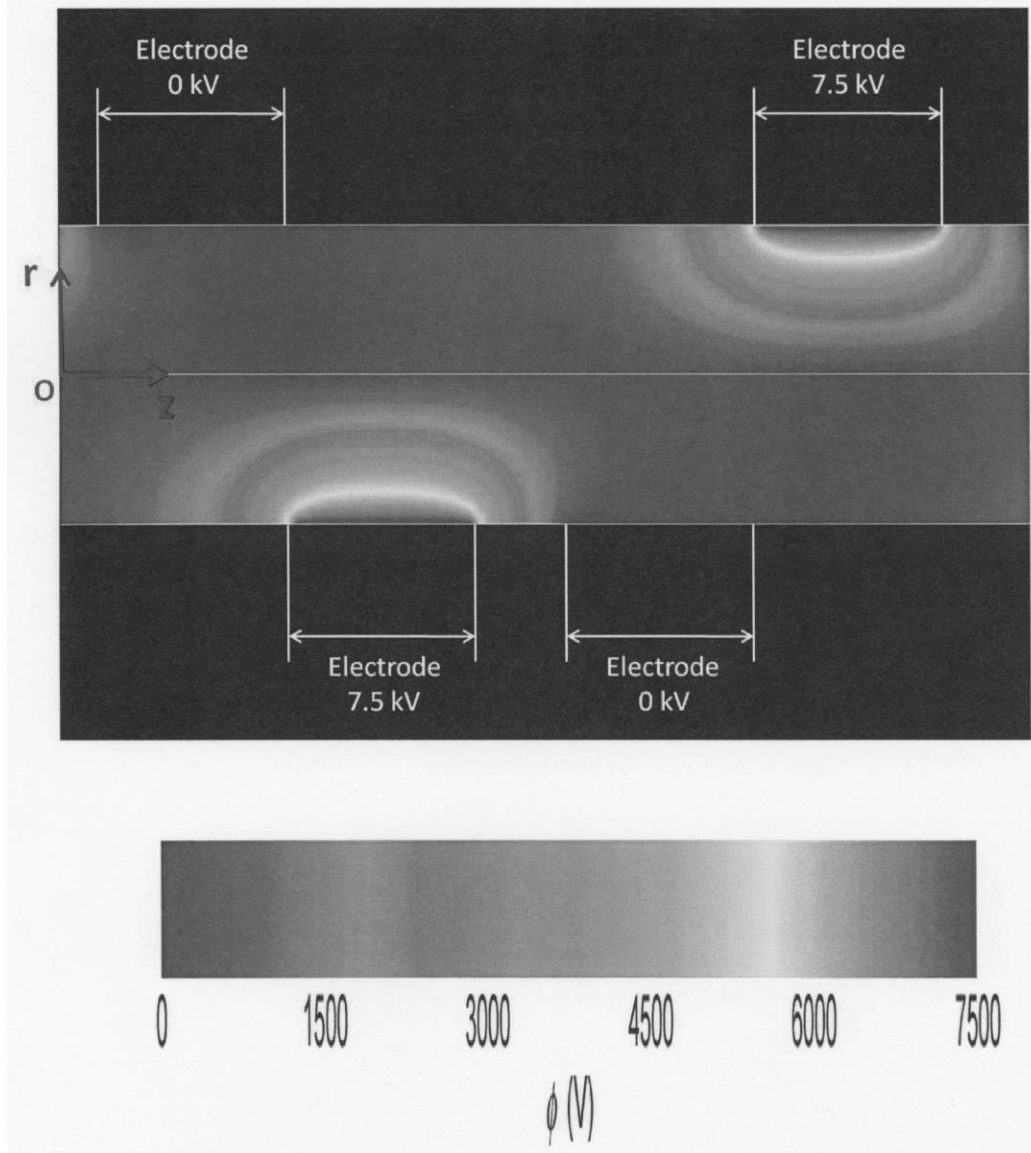 Electrode
0 kV
Electrode
7.5 kV
r
o
z
Electrode
7.5 kV
Electrode
0 kV
0 1500 3000 4500 6000 7500
ϕ (V)